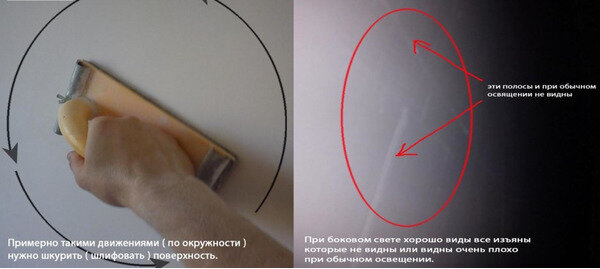 Примерно такими движениями ( по окружности )
нужно шкурить ( шлифовать ) поверхность.
эти полосы и при обычном
освящении не видны
При боковом свете хорошо виды все изъяны
которые не видны или видны очень плохо
при обычном освещении.